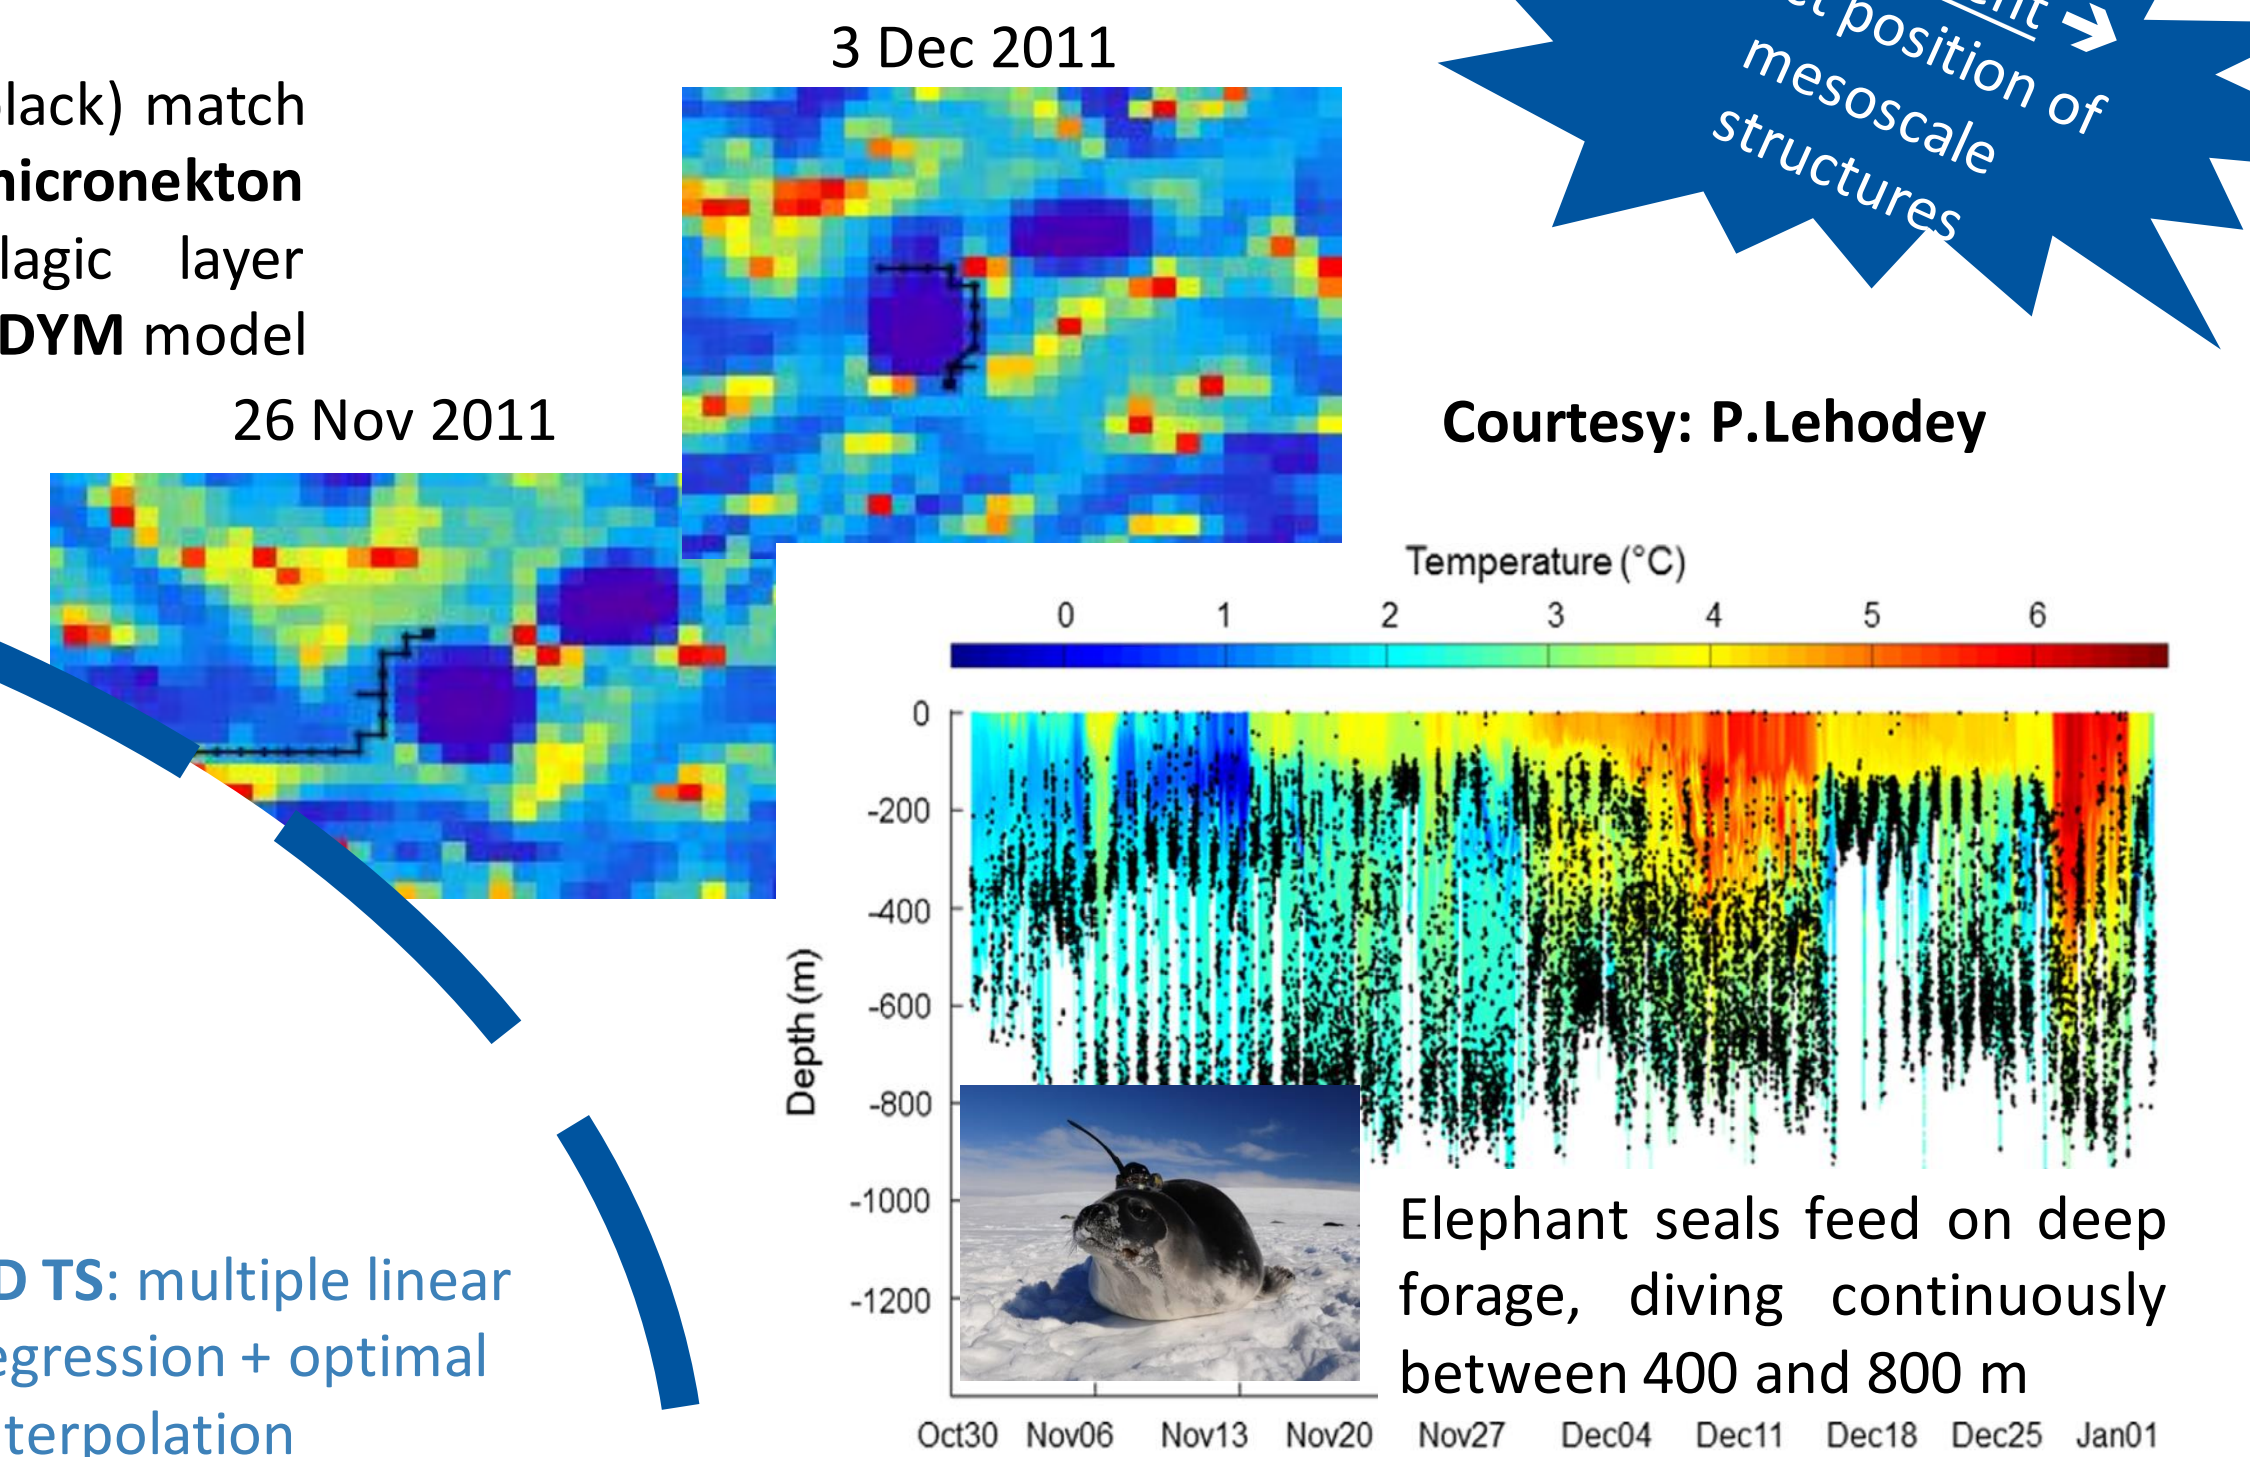 3 Dec 2011
position of
mesoscale
structures
lack) match
nicronekton
lagic layer
DYM model
26 Nov 2011
Courtesy: P.Lehodey
Temperature (°C)
0 1 2 3 4 5 6
Depth (m)
0
-200
-400
-600
-800
-1000
-1200
Oct30 Nov06 Nov13 Nov20 Nov27 Dec04 Dec11 Dec18 Dec25 Jan01
Elephant seals feed on deep
forage, diving continuously
between 400 and 800 m
D TS: multiple linear
egression + optimal
terpolation